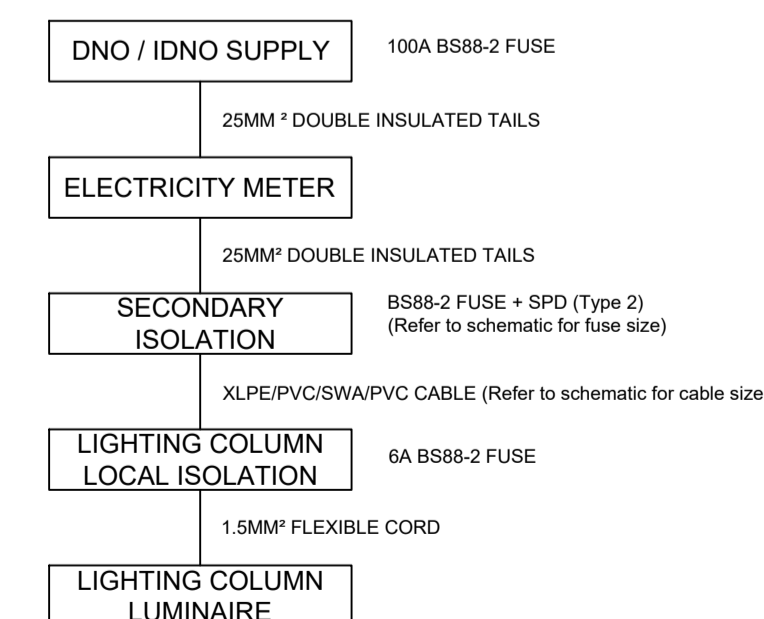 DNO / IDNO SUPPLY
100A BS88-2 FUSE
25MM ² DOUBLE INSULATED TAILS
ELECTRICITY METER
25MM² DOUBLE INSULATED TAILS
SECONDARY
ISOLATION
BS88-2 FUSE + SPD (Type 2)
(Refer to schematic for fuse size)
XLPE/PVC/SWA/PVC CABLE (Refer to schematic for cable size
LIGHTING COLUMN
LOCAL ISOLATION
6A BS88-2 FUSE
1.5MM² FLEXIBLE CORD
LIGHTING COLUMN
LUMINAIRE